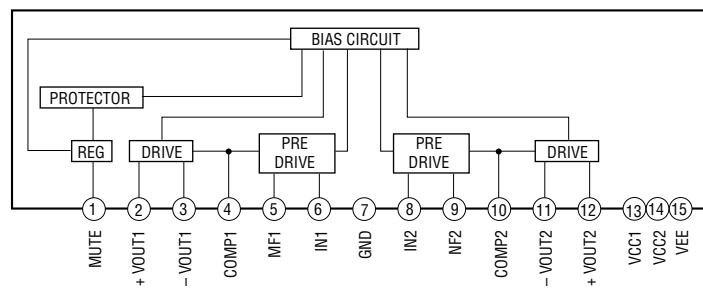 BIAS CIRCUIT
PROTECTOR
REG
DRIVE
PRE
DRIVE
PRE
DRIVE
DRIVE
1
2
3
4
5
6
7
8
9
10
11
12
13
14
15
MUTE
+ VOUT1
– VOUT1
COMP1
MF1
IN1
GND
IN2
NF2
COMP2
– VOUT2
+ VOUT2
VCC1
VCC2
VEE